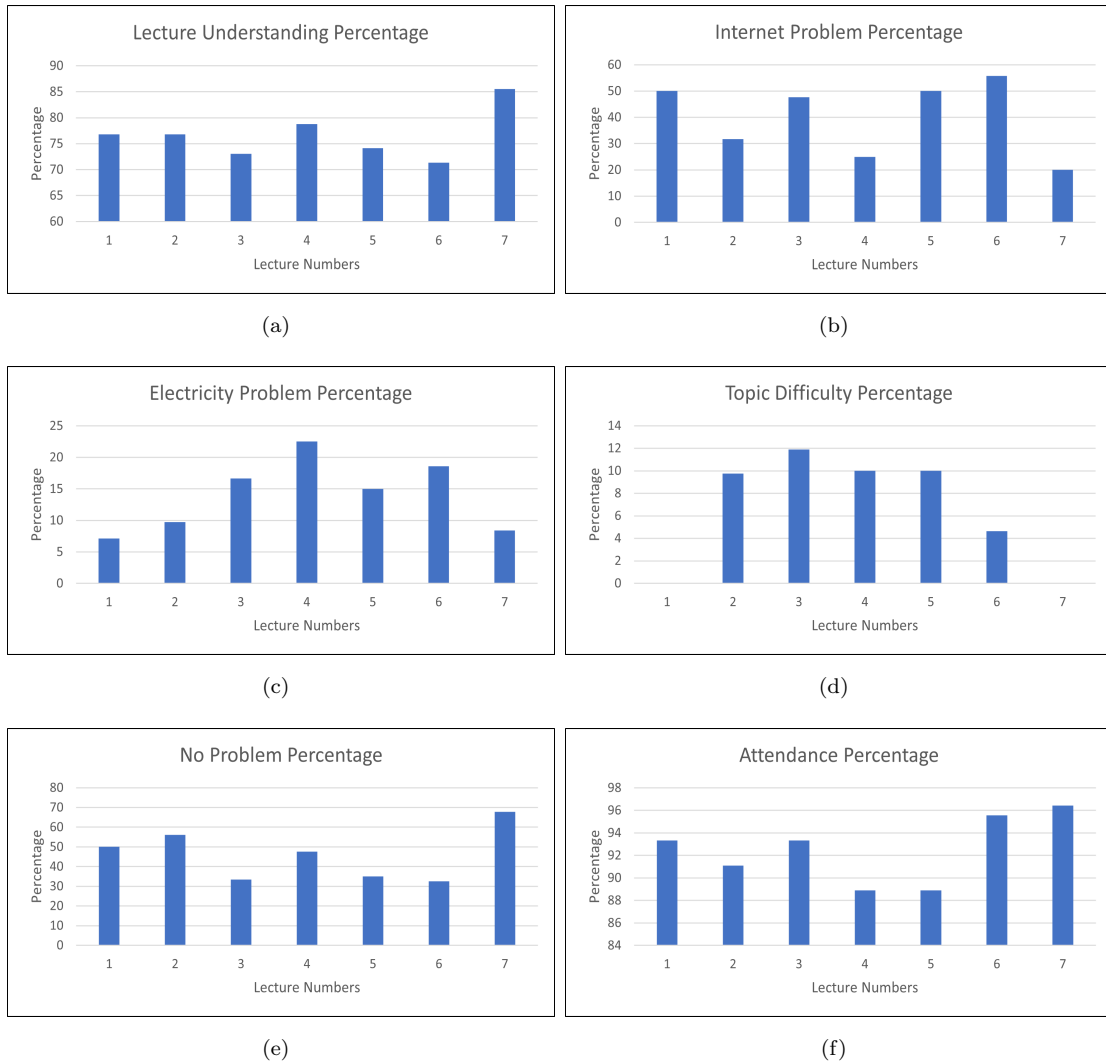 Lecture Understanding Percentage
90
85
80
75
70
65
60
Percentage
1 2 3 4 5 6 7
Lecture Numbers
(a)
Internet Problem Percentage
60
50
40
30
20
10
0
Percentage
1 2 3 4 5 6 7
Lecture Numbers
(b)
Electricity Problem Percentage
25
20
15
10
5
0
Percentage
1 2 3 4 5 6 7
Lecture Numbers
(c)
Topic Difficulty Percentage
14
12
10
8
6
4
2
0
Percentage
1 2 3 4 5 6 7
Lecture Numbers
(d)
No Problem Percentage
80
70
60
50
40
30
20
10
0
Percentage
1 2 3 4 5 6 7
Lecture Numbers
(e)
Attendance Percentage
98
96
94
92
90
88
86
84
Percentage
1 2 3 4 5 6 7
Lecture Numbers
(f)